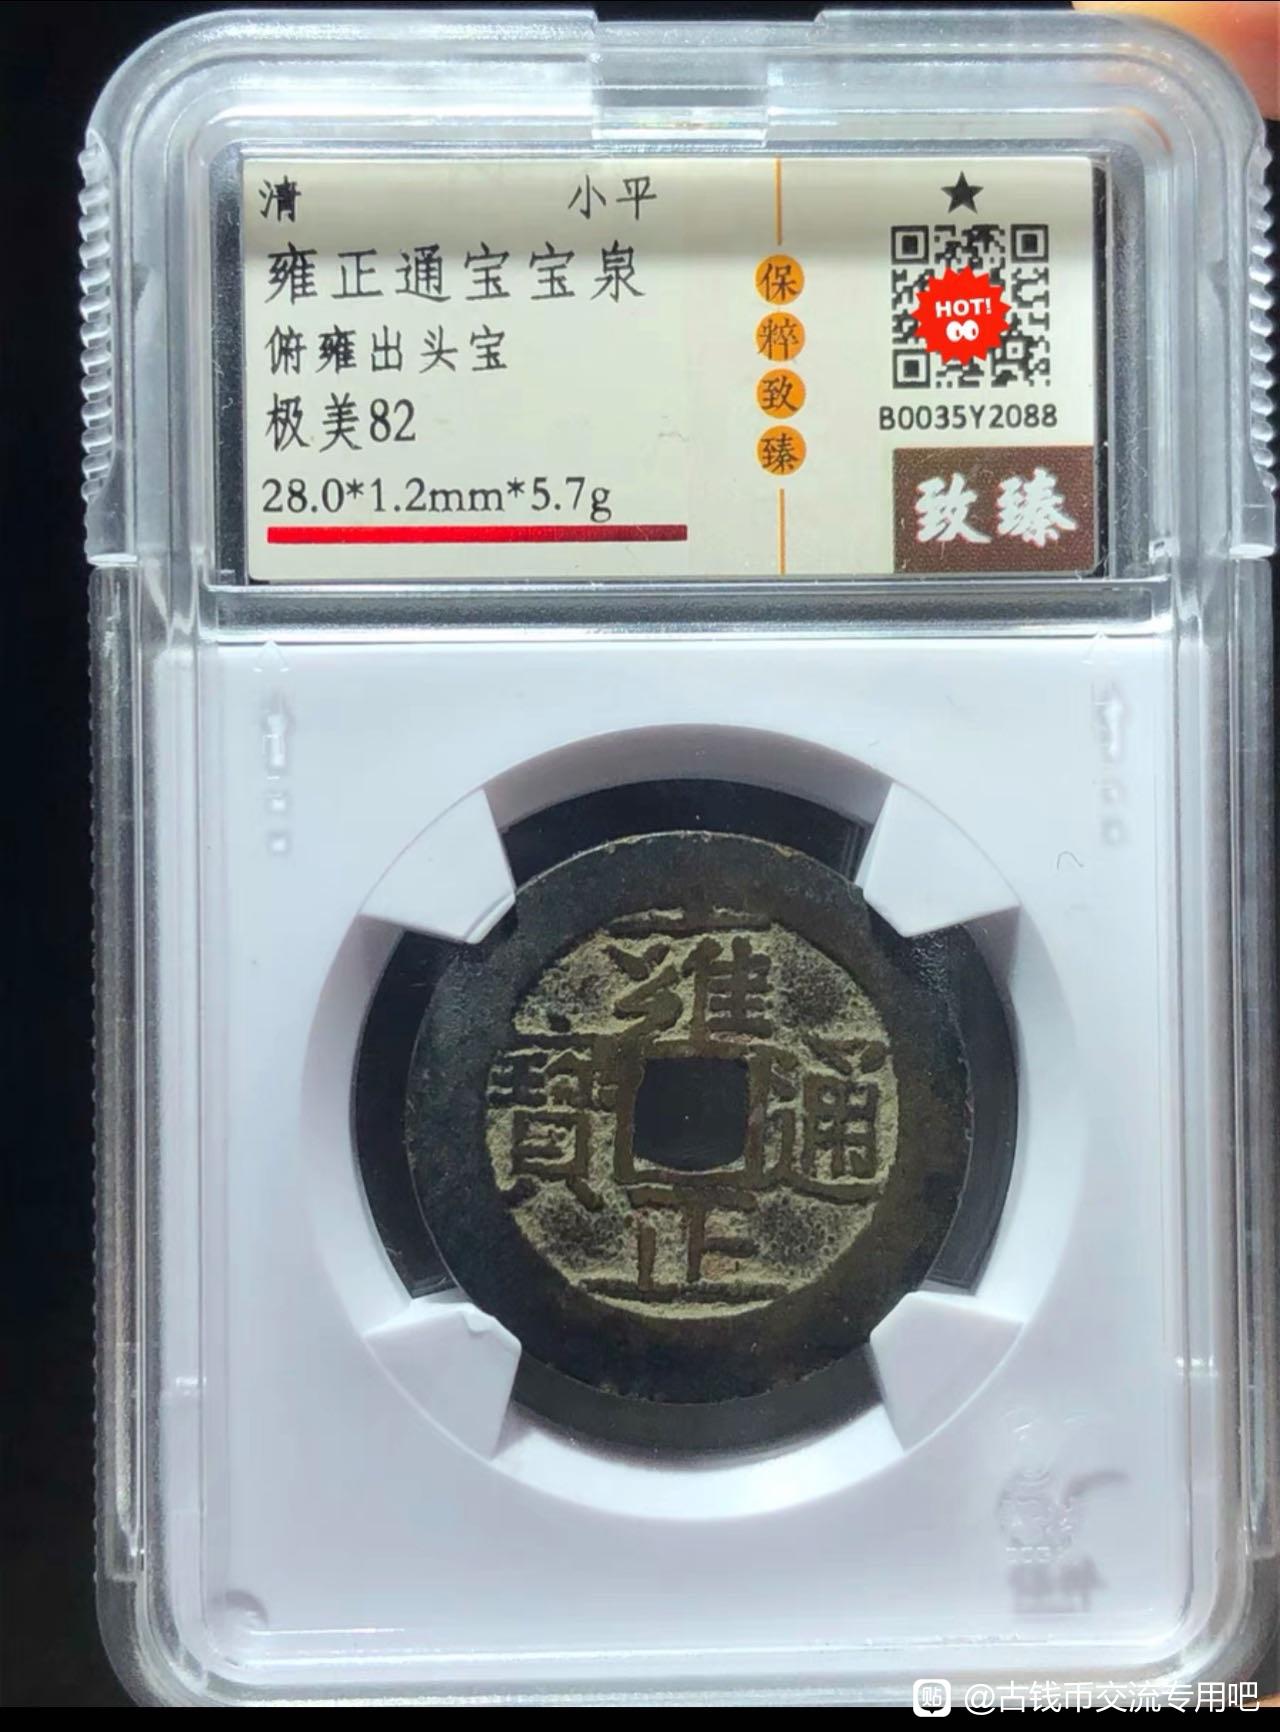 清 小平
雍正通宝宝泉
俯雍出头宝
极美82
28.0*1.2mm*5.7g
保
粹
致
臻
★
HOT!
B0035Y2088
致臻
雍
通
正
寶
贴 @古钱币交流专用吧